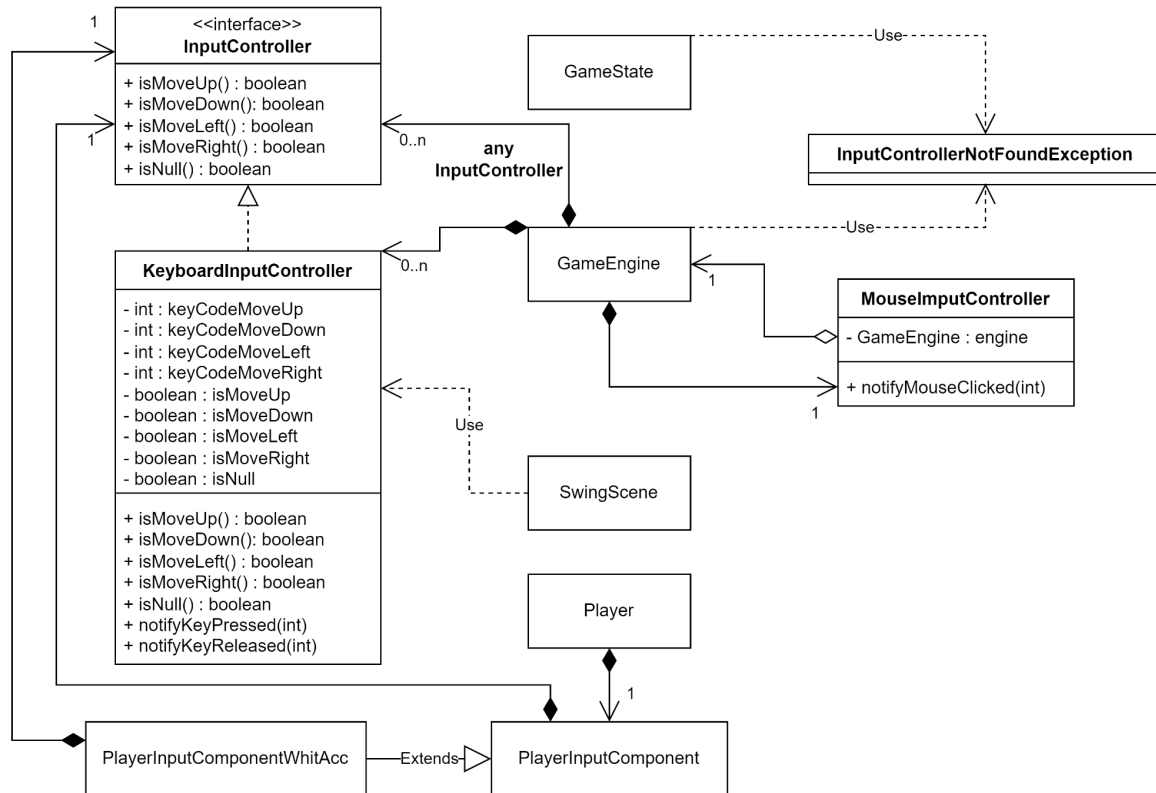 1
<<interface>>
InputController
+ isMoveUp() : boolean
+ isMoveDown(): boolean
+ isMoveLeft() : boolean
+ isMoveRight() : boolean
+ isNull() : boolean
1
0..n
any
InputController
GameState
Use
InputControllerNotFoundException
Use
GameEngine
0..n
1
1
MouseImputController
- GameEngine : engine
+ notifyMouseClicked(int)
KeyboardInputController
- int : keyCodeMoveUp
- int : keyCodeMoveDown
- int : keyCodeMoveLeft
- int : keyCodeMoveRight
- boolean : isMoveUp
- boolean : isMoveDown
- boolean : isMoveLeft
- boolean : isMoveRight
- boolean : isNull
+ isMoveUp() : boolean
+ isMoveDown(): boolean
+ isMoveLeft() : boolean
+ isMoveRight() : boolean
+ isNull() : boolean
+ notifyKeyPressed(int)
+ notifyKeyReleased(int)
Use
SwingScene
Player
1
PlayerInputComponentWhitAcc
Extends
PlayerInputComponent